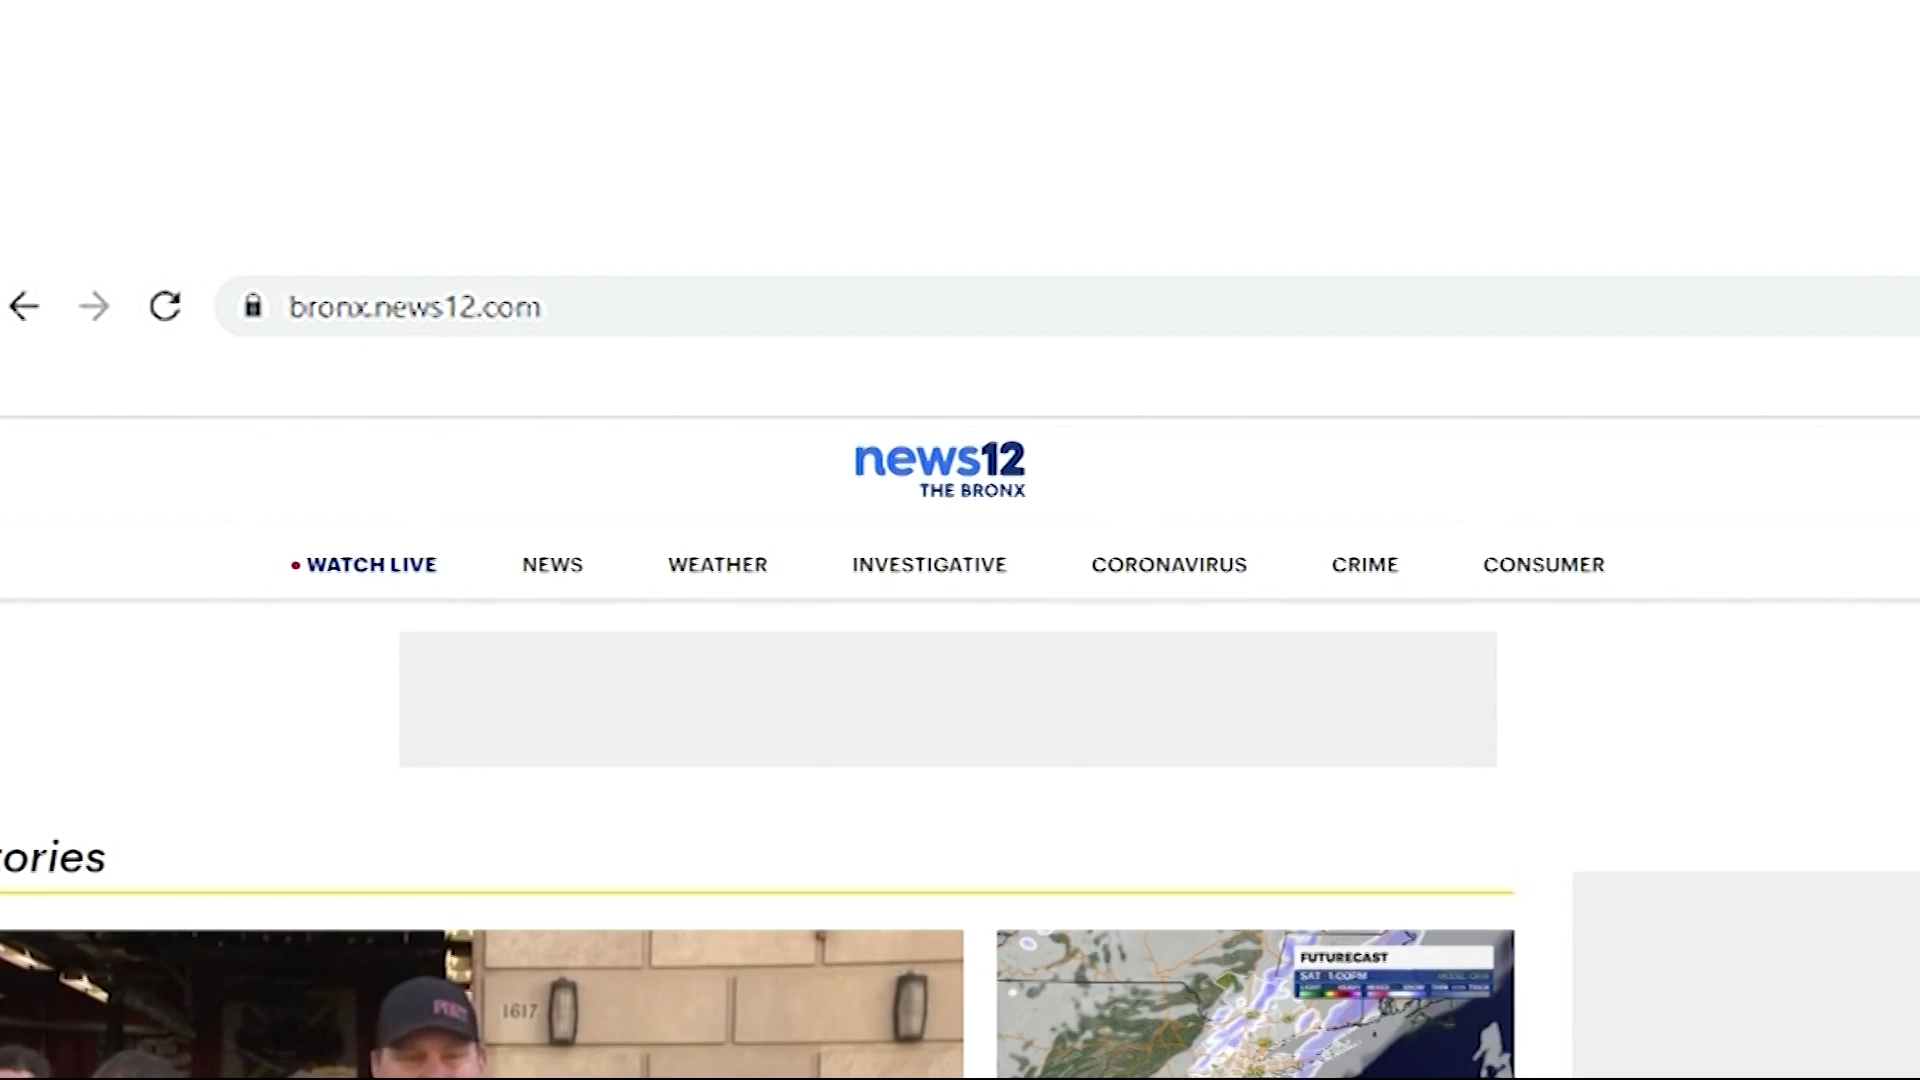 bronx.news12.com
news12
THE BRONX
WATCH LIVE
NEWS
WEATHER
INVESTIGATIVE
CORONAVIRUS
CRIME
CONSUMER
tories
1617
FUTURECAST
SAT 1:00PM